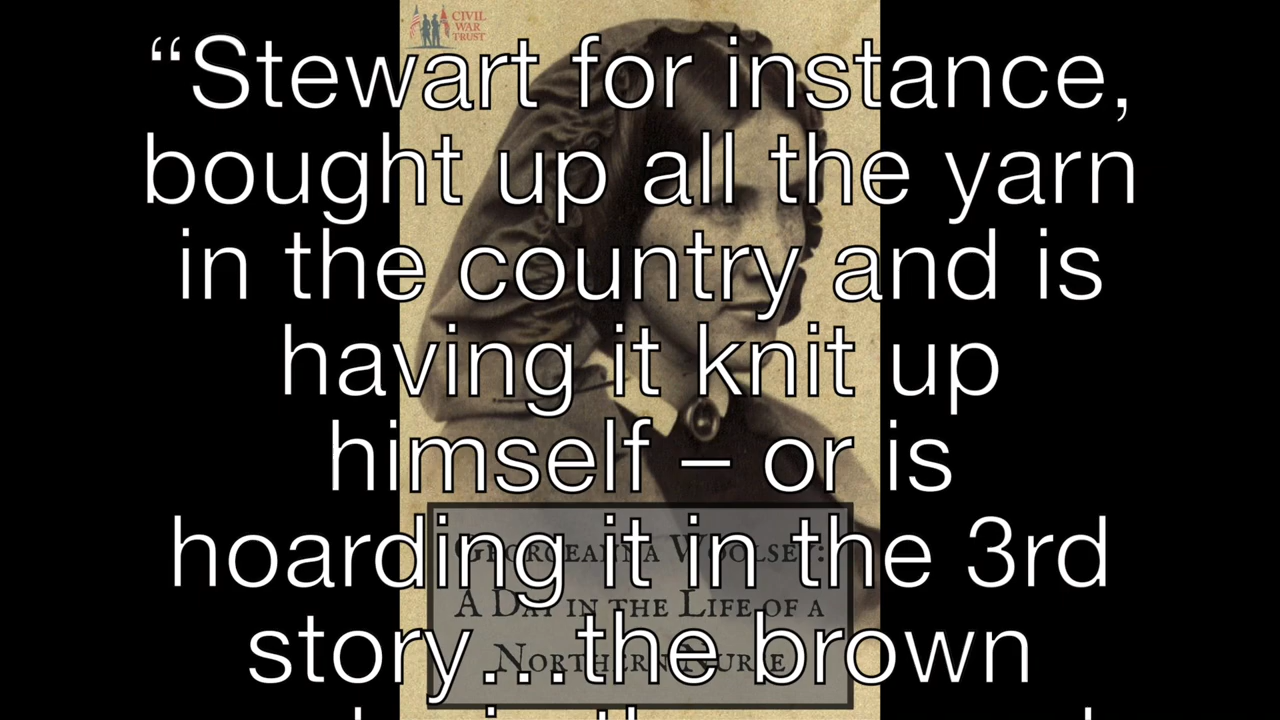 CIVIL
WAR
TRUST
“Stewart for instance,
bought up all the yarn
in the country and is
having it knit up
himself – or is
hoarding it in the 3rd
story…the brown
Georgeanna Woolsey:
A Day in the Life of a
Northern Nurse